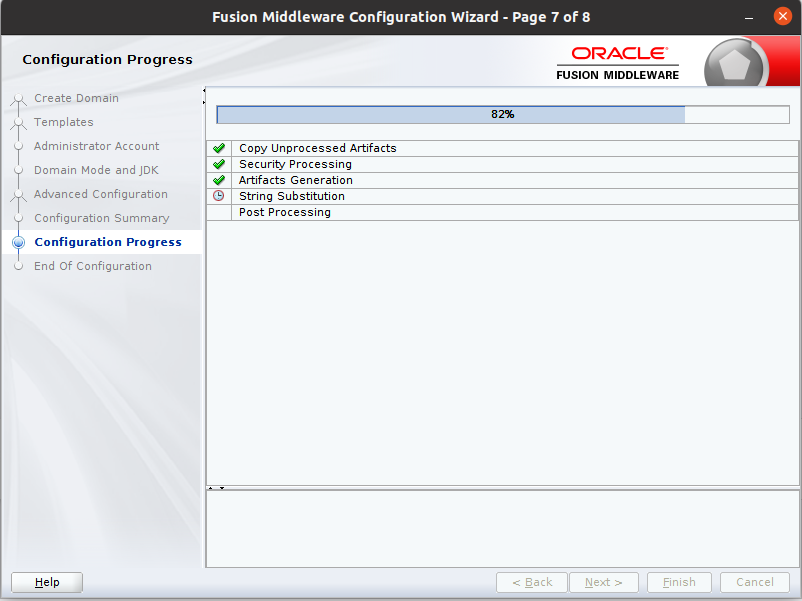 Fusion Middleware Configuration Wizard - Page 7 of 8
Configuration Progress
ORACLE
FUSION MIDDLEWARE
Create Domain
Templates
Administrator Account
Domain Mode and JDK
Advanced Configuration
Configuration Summary
Configuration Progress
End Of Configuration
82%
Copy Unprocessed Artifacts
Security Processing
Artifacts Generation
String Substitution
Post Processing
Help
< Back
Next >
Finish
Cancel